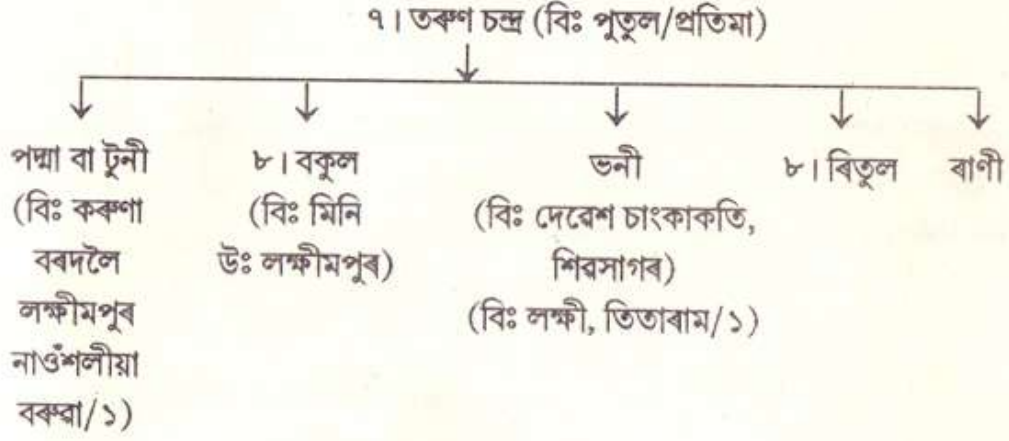 ৭। তৰুণ চন্দ্ৰ (বিঃ পুতুল/প্ৰতিমা)
পদ্মা বা টুনী
(বিঃ কৰুণা
বৰদলৈ
লক্ষীমপুৰ
নাওঁশলীয়া
বৰুৱা/১)
৮। বকুল
(বিঃ মিনি
উঃ লক্ষীমপুৰ)
ভনী
(বিঃ দেৱেশ চাংকাকতি,
শিৱসাগৰ)
(বিঃ লক্ষী, তিতাৰাম/১)
৮। ৰিতুল
ৰাণী